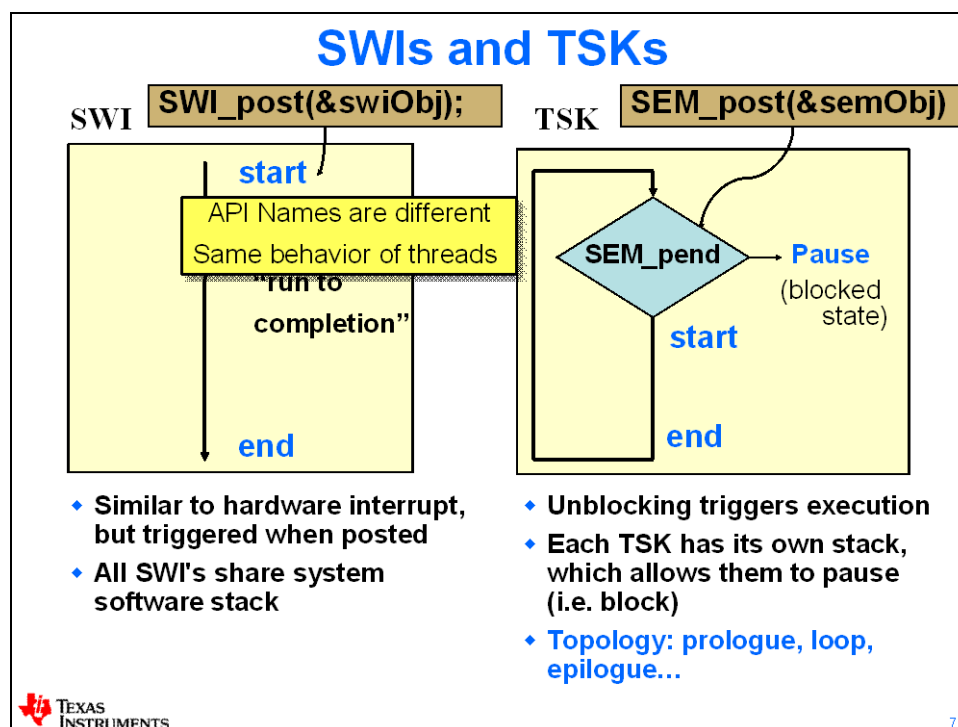 SWIs and TSKs
SWI
SWI_post(&swiObj);
start
API Names are different
Same behavior of threads
"run to
completion"
end
TSK
SEM_post(&semObj)
SEM_pend
Pause
(blocked
state)
start
end
Similar to hardware interrupt,
but triggered when posted
All SWI's share system
software stack
Unblocking triggers execution
Each TSK has its own stack,
which allows them to pause
(i.e. block)
Topology: prologue, loop,
epilogue…
TEXAS
INSTRUMENTS
7